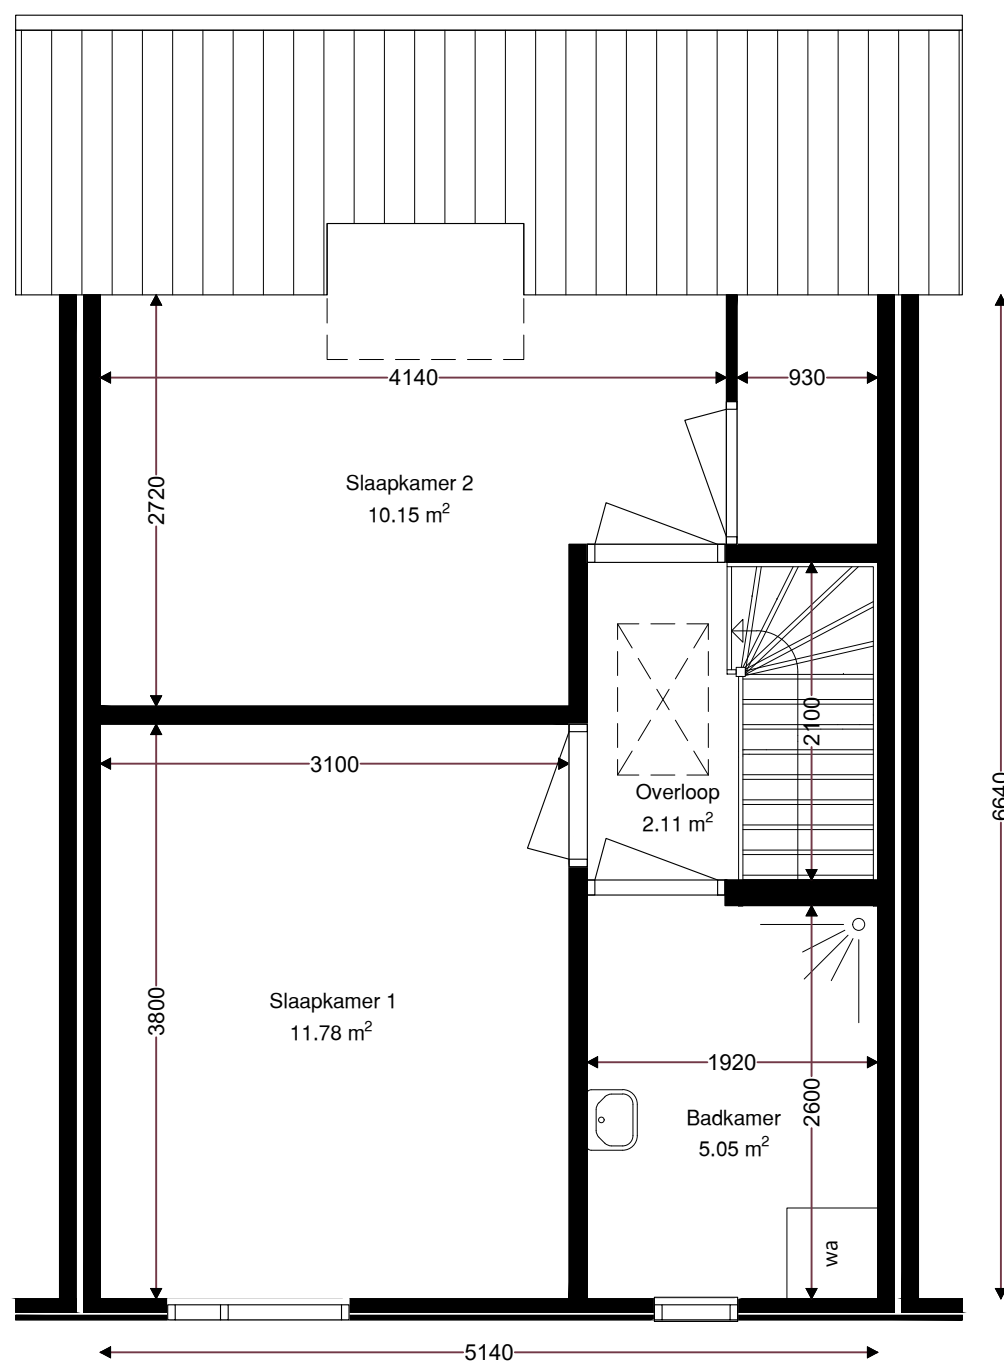 4140
930
2720
Slaapkamer 2
10.15 m²
2100
3100
Overloop
2.11 m²
6640
Slaapkamer 1
11.78 m²
3800
1920
2600
Badkamer
5.05 m²
wa
5140